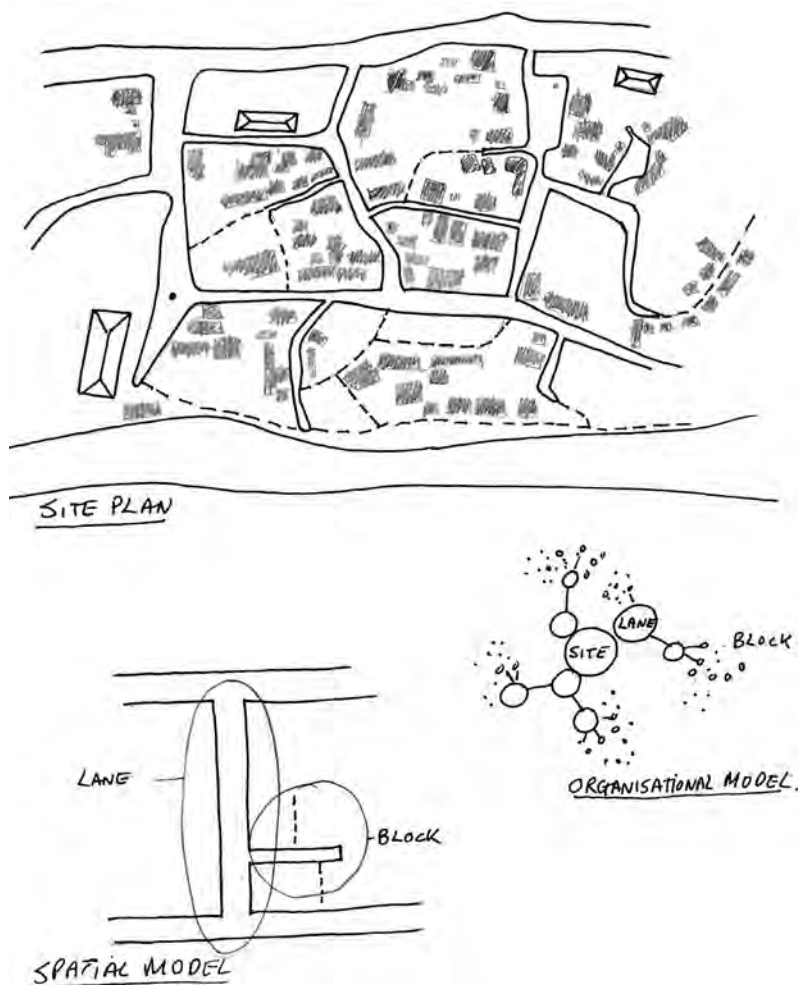 SITE PLAN
SITE
LANE
BLOCK
ORGANISATIONAL MODEL.
LANE
BLOCK
SPATIAL MODEL